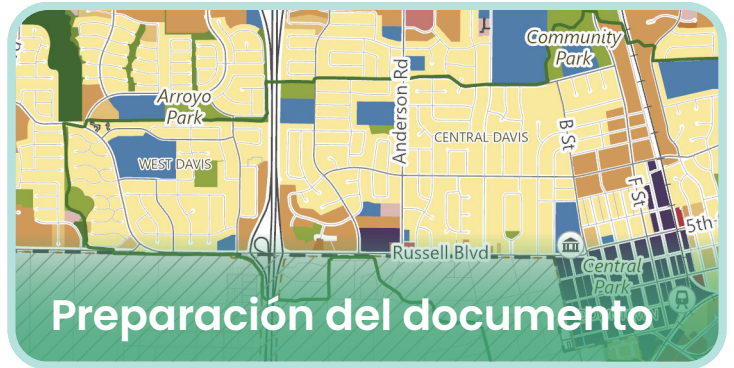 Community
Park
Anderson Rd
Arroyo
Park
B St
CENTRAL DAVIS
WEST DAVIS
F St
5th
Russell Blvd
Central
Park
Preparación del documento